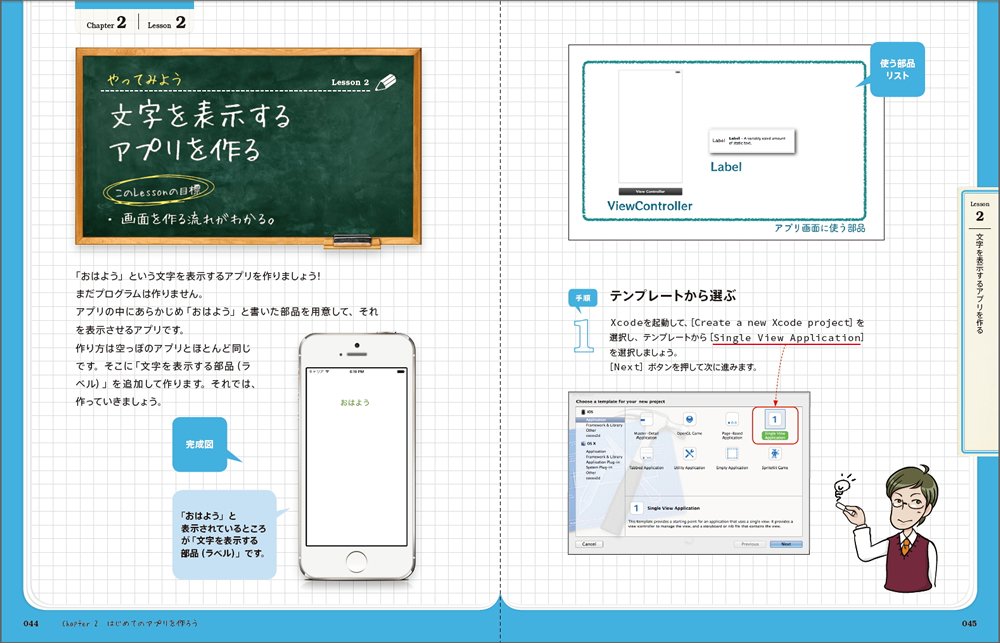 Chapter 2 Lesson 2
やってみよう
Lesson 2
文字を表示する
アプリを作る
このLessonの目標
・画面を作る流れがわかる。
「おはよう」という文字を表示するアプリを作りましょう!
まだプログラムは作りません。
アプリの中にあらかじめ「おはよう」と書いた部品を用意して、それ
を表示させるアプリです。
作り方は空っぽのアプリとほとんど同じ
です。そこに「文字を表示する部品(ラ
ベル)」を追加して作ります。それでは、
作っていきましょう。
完成図
「おはよう」と
表示されているところ
が「文字を表示する
部品(ラベル)」です。
おはよう
044
Chapter 2 はじめてのアプリを作ろう
使う部品
リスト
Label
Label - A variably sized amount
of static text.
Label
View Controller
ViewController
アプリ画面に使う部品
手順
1
テンプレートから選ぶ
Xcodeを起動して、[Create a new Xcode project]を
選択し、テンプレートから[Single View Application]
を選択しましょう。
[Next]ボタンを押して次に進みます。
Choose a template for your new project
iOS
Application
Framework & Library
Other
cocos2d
OS X
Application
Framework & Library
Application Plug-in
System Plug-in
Other
cocos2d
Master-Detail
Application
OpenGL Game
Page-Based
Application
1
Single View
Application
Tabbed Application
Utility Application
Empty Application
SpriteKit Game
1 Single View Application
This template provides a starting point for an application that uses a single view. It provides a
view controller to manage the view, and a storyboard or nib file that contains the view.
Cancel
Previous
Next
Lesson
2
文字を表示するアプリを作る
045